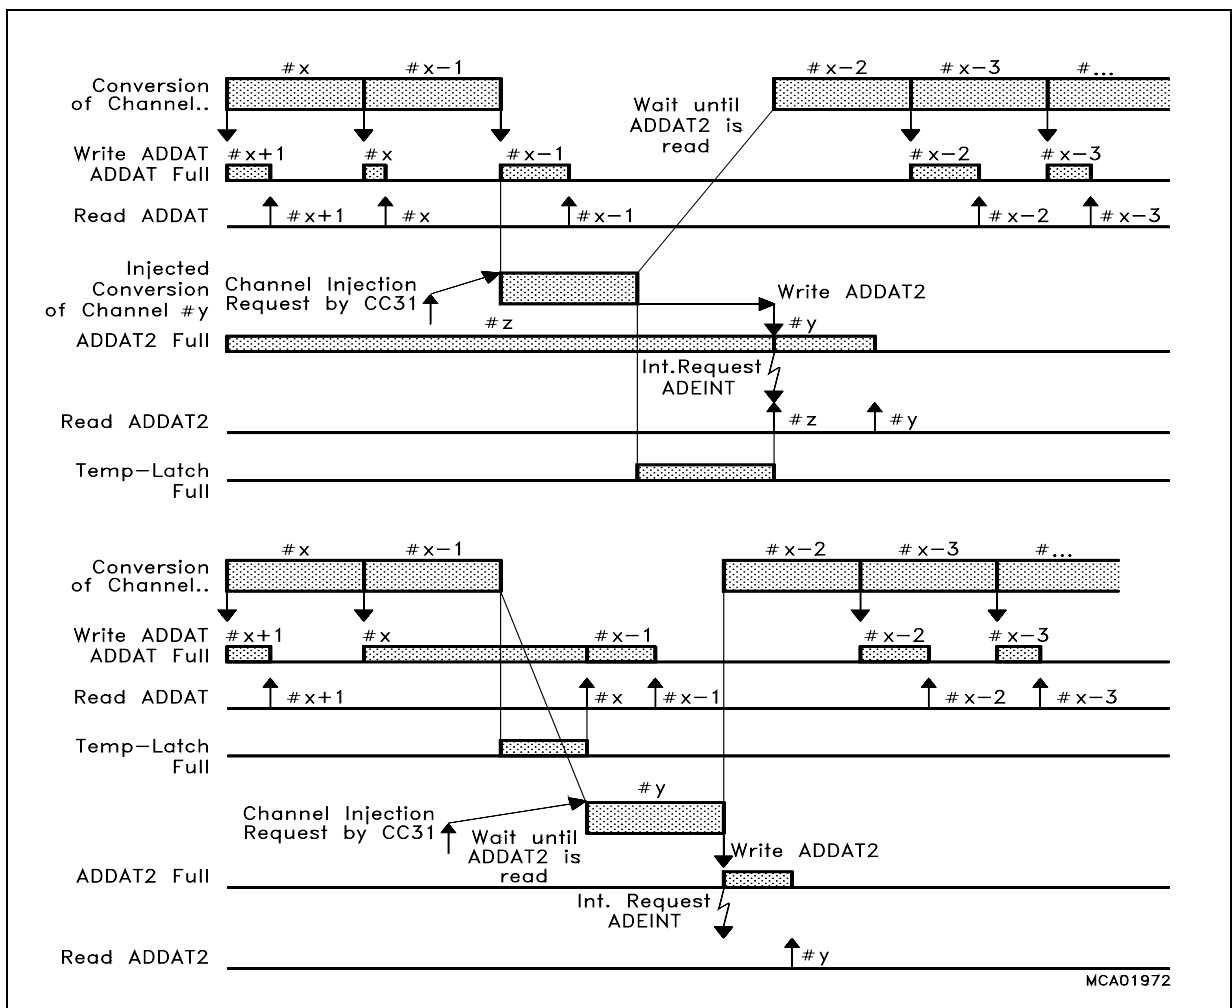 #x #x-1 #x-2 #x-3 #...
Conversion
of Channel..
Wait until
ADDAT2 is
read
Write ADDAT #x+1 #x #x-1 #x-2 #x-3
ADDAT Full
Read ADDAT #x+1 #x #x-1 #x-2 #x-3
Injected
Conversion
of Channel #y
Channel Injection
Request by CC31
Write ADDAT2
#z #y
ADDAT2 Full
Int.Request
ADEINT
Read ADDAT2 #z #y
Temp-Latch
Full
#x #x-1 #x-2 #x-3 #...
Conversion
of Channel..
Write ADDAT #x+1 #x #x-1 #x-2 #x-3
ADDAT Full
Read ADDAT #x+1 #x #x-1 #x-2 #x-3
Temp-Latch
Full
#y
Channel Injection
Request by CC31
Wait until
ADDAT2 is
read
Write ADDAT2
ADDAT2 Full
Int. Request
ADEINT
Read ADDAT2 #y
MCA01972